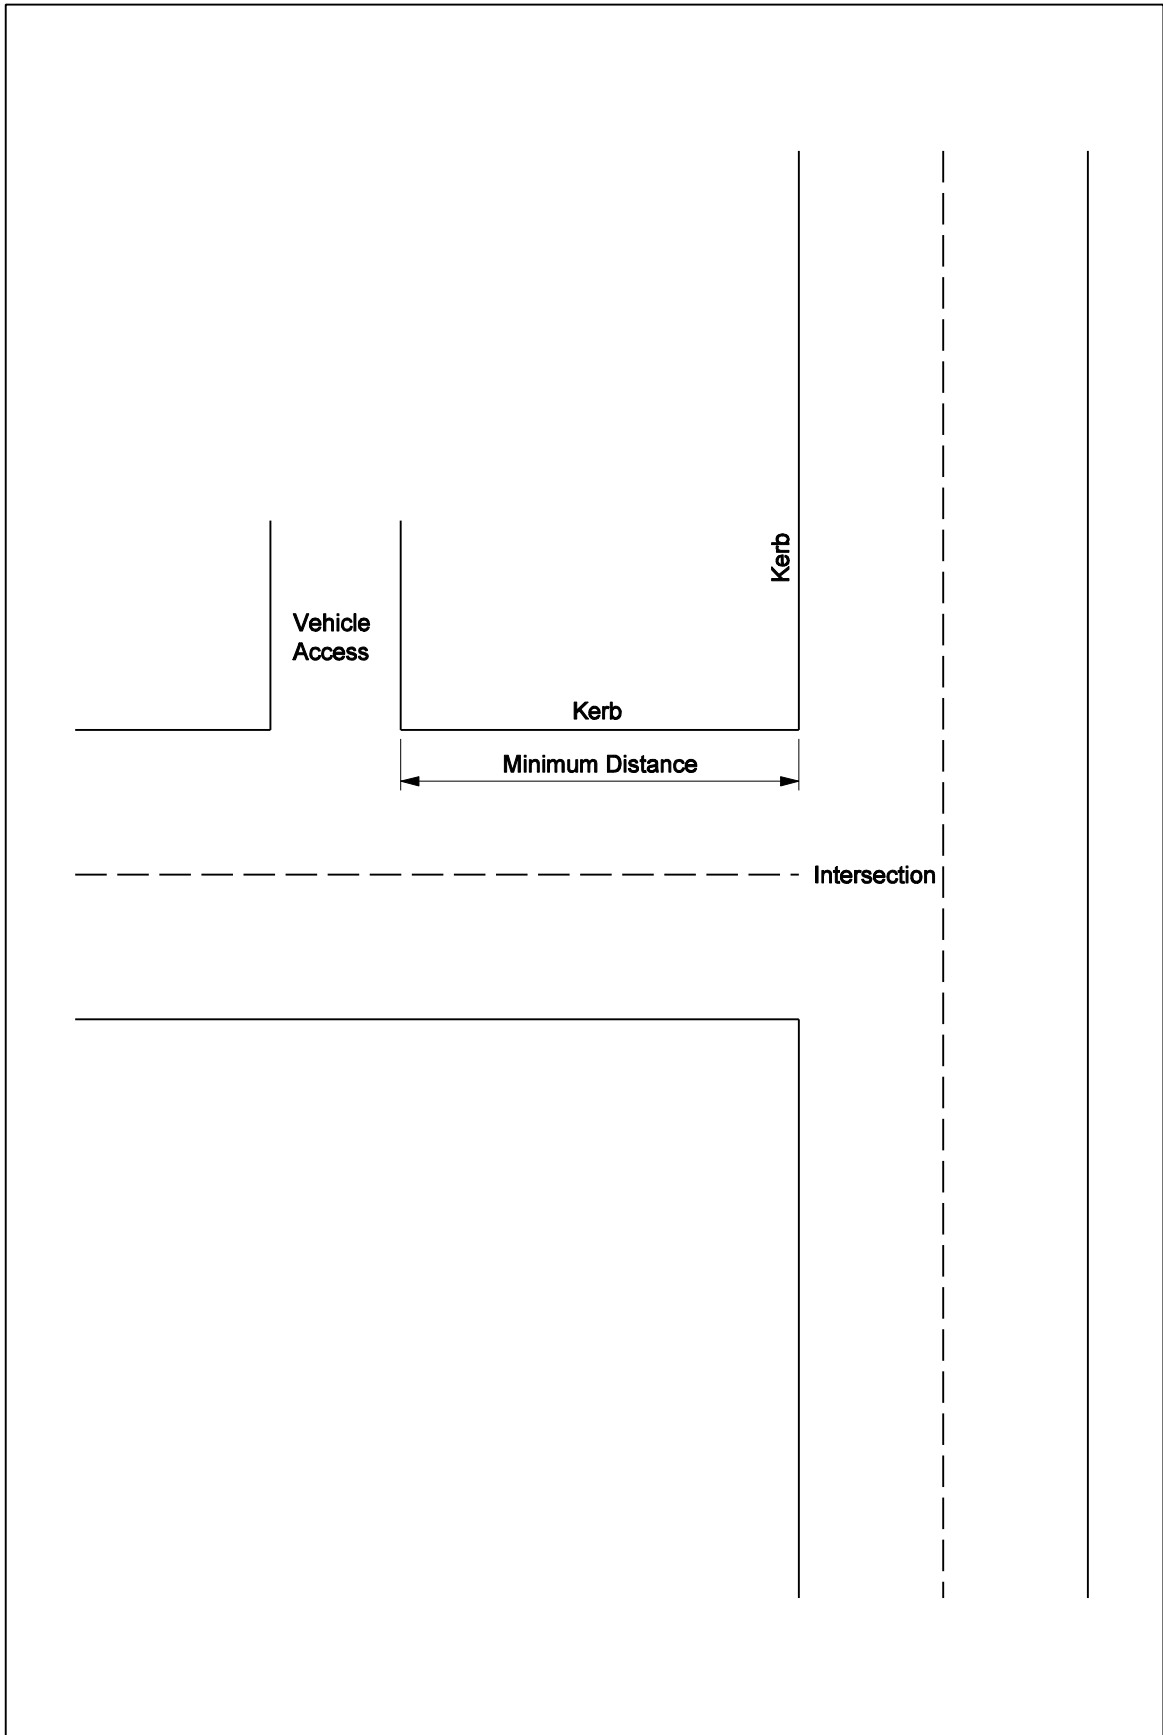 Kerb
Vehicle
Access
Kerb
Minimum Distance
Intersection